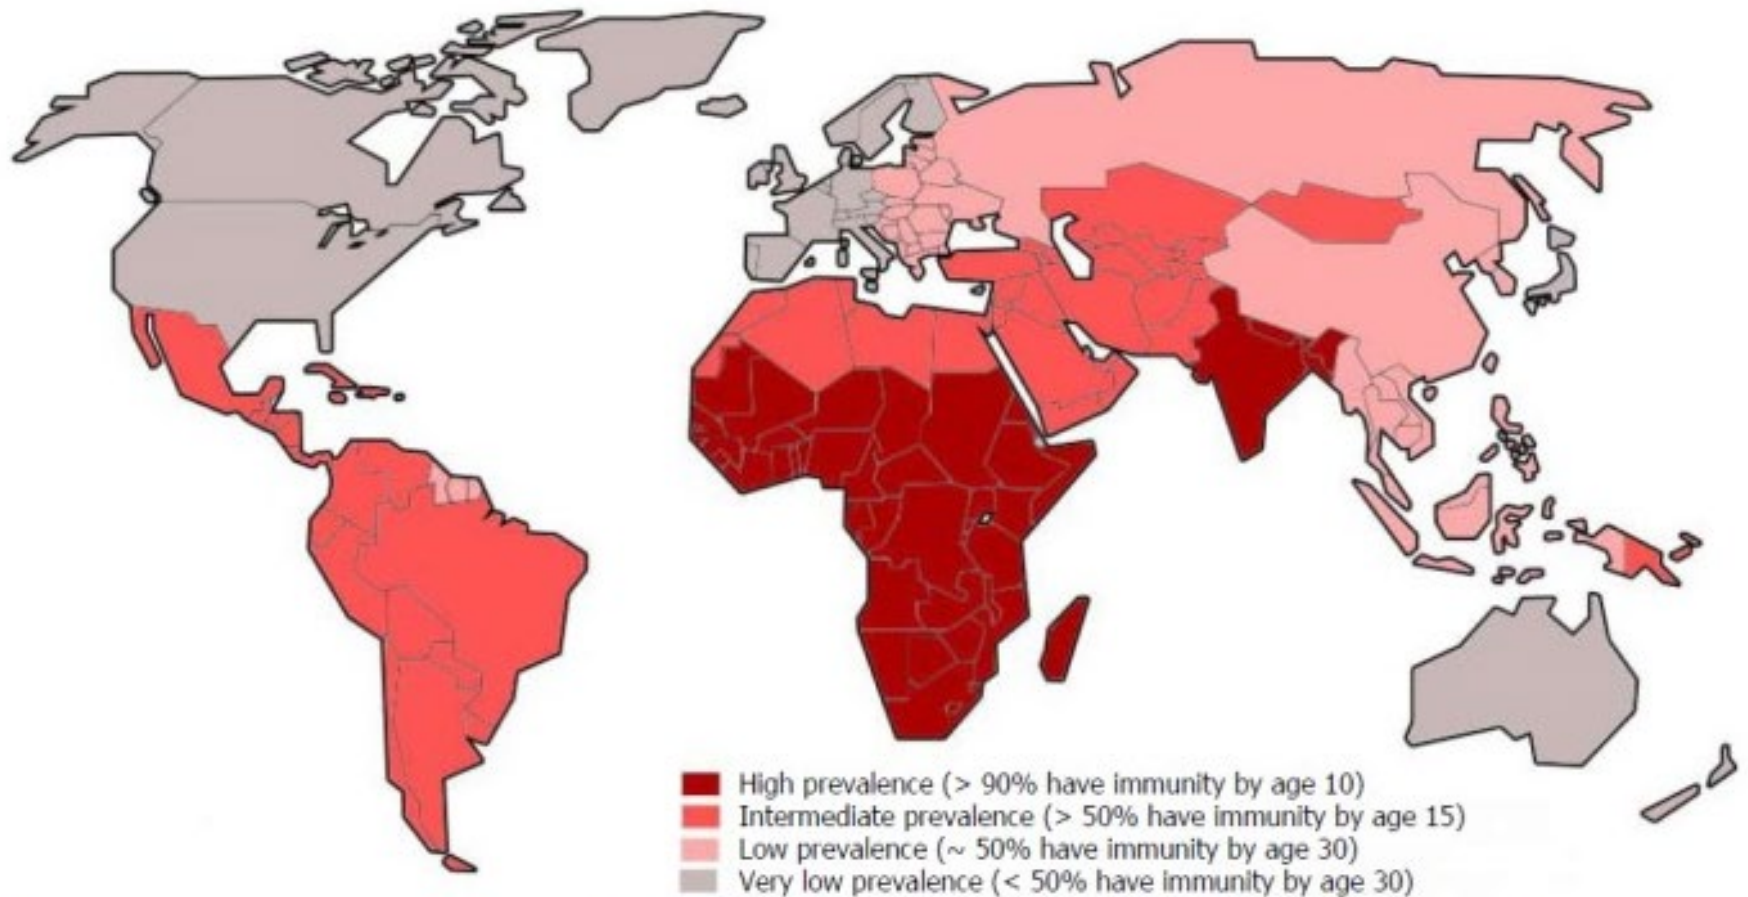 High prevalence (> 90% have immunity by age 10)
Intermediate prevalence (> 50% have immunity by age 15)
Low prevalence (~ 50% have immunity by age 30)
Very low prevalence (< 50% have immunity by age 30)